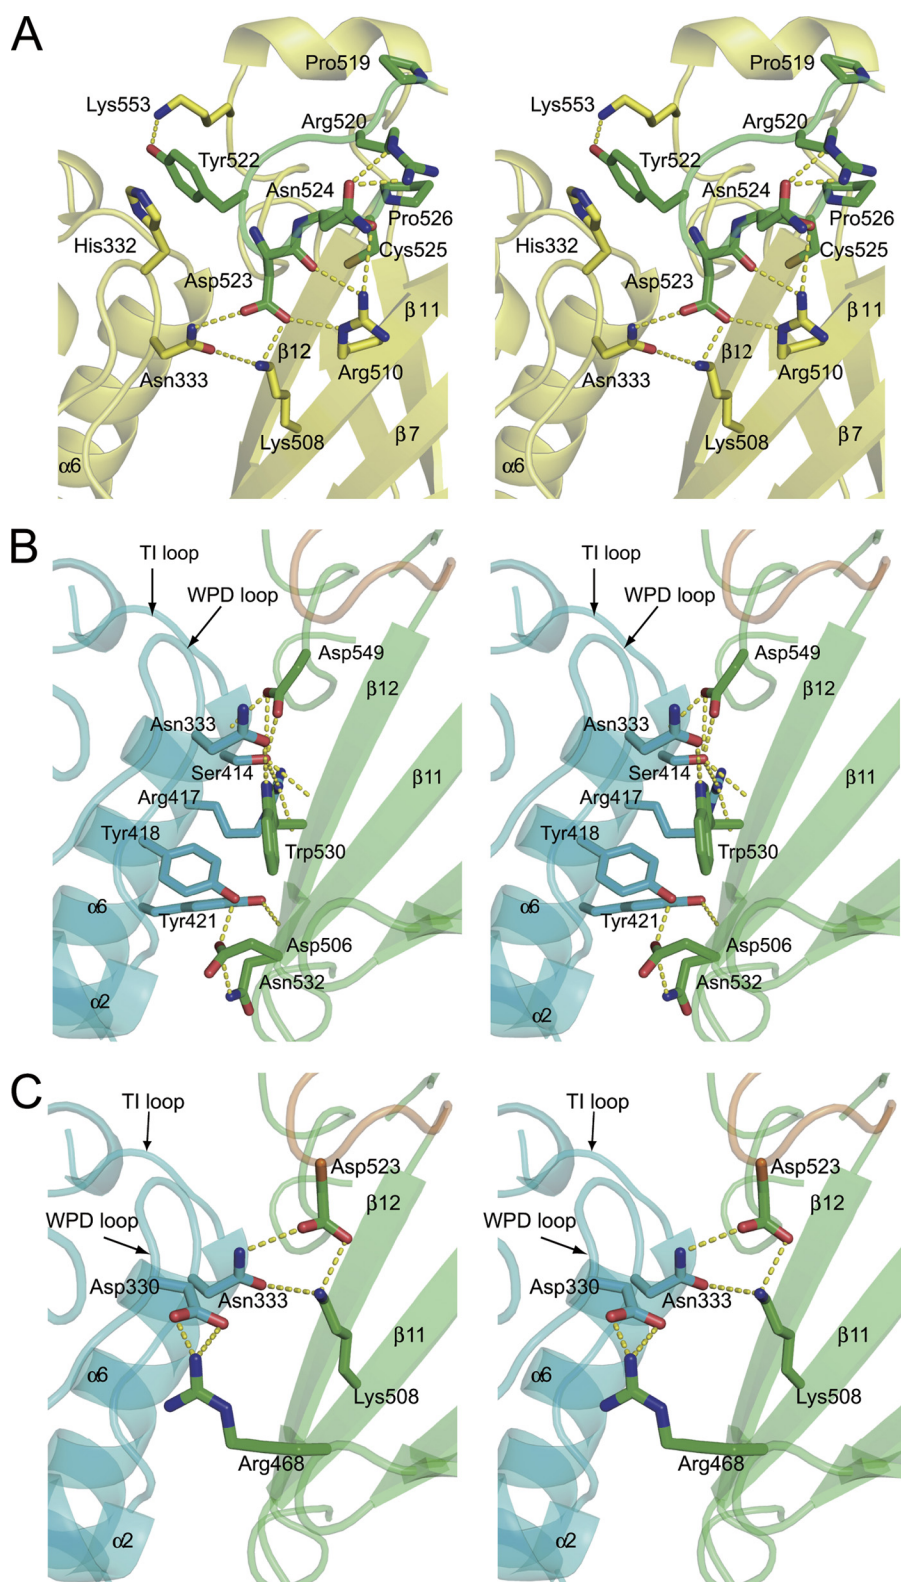 A
Pro519
Lys553
Arg520
Tyr522
Asn524
Pro526
His332
Cys525
Asp523
β11
β12
Asn333
Arg510
Lys508
β7
α6
Pro519
Lys553
Arg520
Tyr522
Asn524
Pro526
His332
Cys525
Asp523
β11
β12
Asn333
Arg510
Lys508
β7
α6
B
TI loop
WPD loop
Asp549
β12
Asn333
Ser414
β11
Arg417
Tyr418
Trp530
α6
Tyr421
Asp506
Asn532
α2
TI loop
WPD loop
Asp549
β12
Asn333
Ser414
β11
Arg417
Tyr418
Trp530
α6
Tyr421
Asp506
Asn532
α2
C
TI loop
Asp523
β12
WPD loop
Asp330
Asn333
β11
α6
Lys508
Arg468
α2
TI loop
Asp523
β12
WPD loop
Asp330
Asn333
β11
α6
Lys508
Arg468
α2